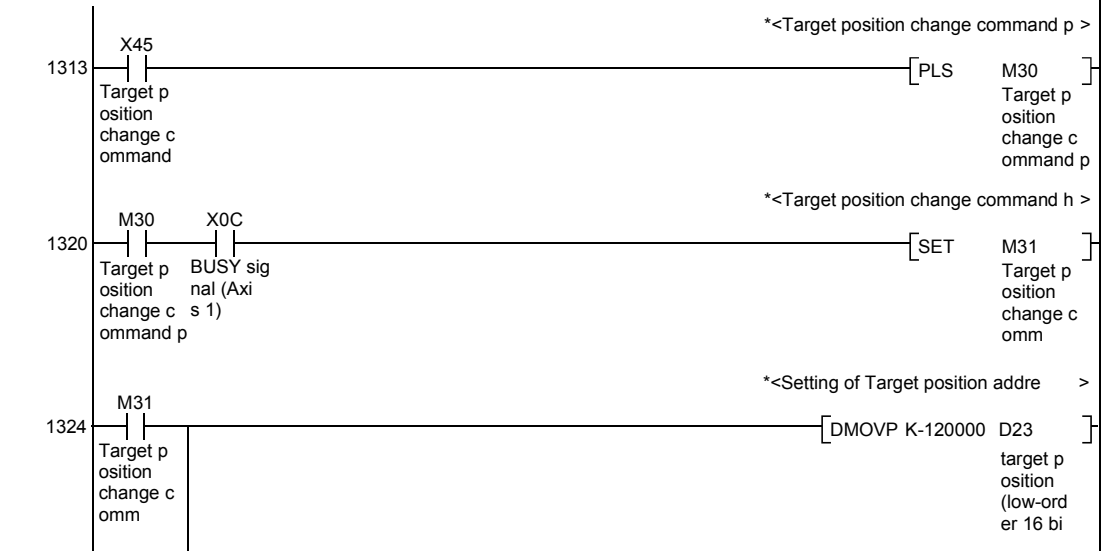 *<Target position change command p >
X45
1313
PLS M30
Target p
osition
change c
ommand
Target p
osition
change c
ommand p
*<Target position change command h >
M30 X0C
1320
SET M31
Target p
osition
change c
ommand p
BUSY sig
nal (Axi
s 1)
Target p
osition
change c
omm
*<Setting of Target position addre >
M31
1324
DMOVP K-120000 D23
Target p
osition
change c
omm
target p
osition
(low-ord
er 16 bi